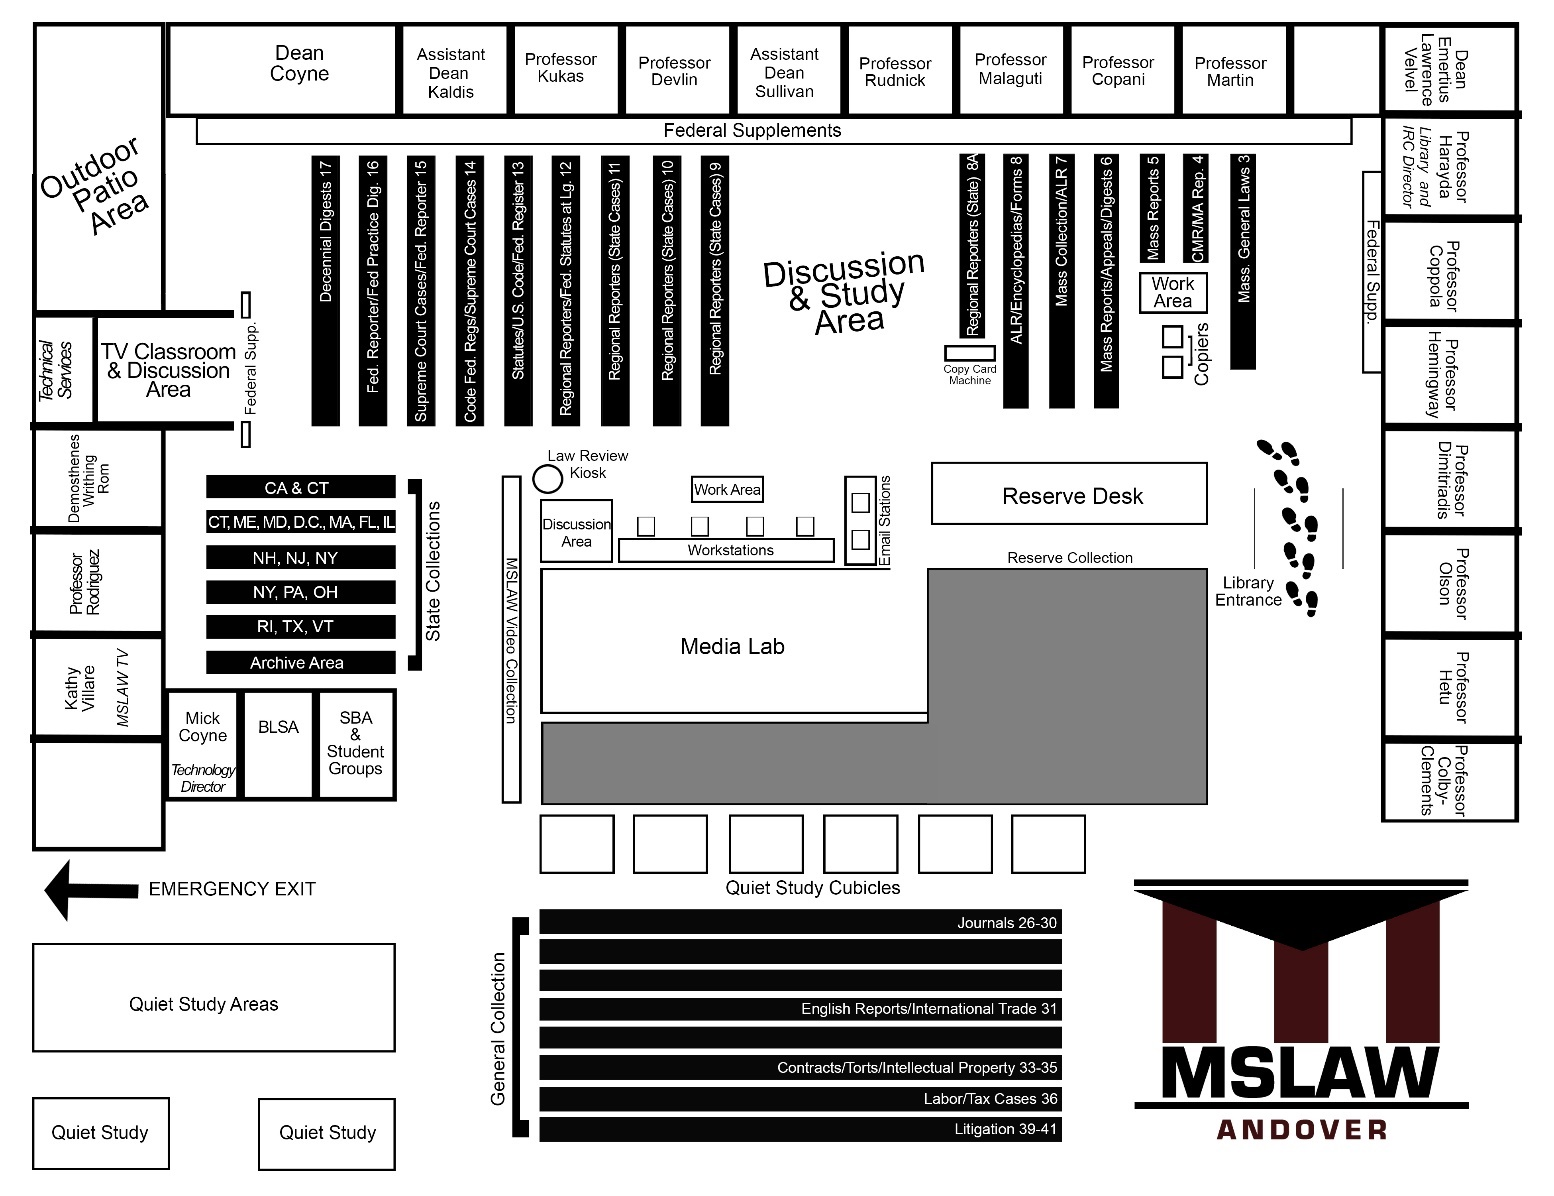 Dean
Coyne
Assistant
Dean
Kaldis
Professor
Kukas
Professor
Devlin
Assistant
Dean
Sullivan
Professor
Rudnick
Professor
Malaguti
Professor
Copani
Professor
Martin
Dean
Emertius
Lawrence
Velvel
Federal Supplements
Outdoor
Patio
Area
Decennial Digests 17
Fed. Reporter/Fed Practice Dig. 16
Supreme Court Cases/Fed. Reporter 15
Code Fed. Regs/Supreme Court Cases 14
Statutes/U.S. Code/Fed. Register 13
Regional Reporters/Fed. Statutes at Lg. 12
Regional Reporters (State Cases) 11
Regional Reporters (State Cases) 10
Regional Reporters (State Cases) 9
Discussion
& Study
Area
Regional Reporters (State) 8A
ALR/Encyclopedias/Forms 8
Mass Collection/ALR 7
Mass Reports/Appeals/Digests 6
Mass Reports 5
CMR/MA Rep. 4
Mass. General Laws 3
Work
Area
Copiers
Copy Card
Machine
Federal Supp.
Professor
Harayda
Library and
IRC Director
Professor
Coppola
Professor
Hemingway
Professor
Dimitriadis
Professor
Olson
Professor
Hetu
Professor
Colby-
Clements
Technical
Services
TV Classroom
& Discussion
Area
Federal Supp.
Demosthenes
Writhing
Rom
Professor
Rodriguez
Kathy
Villare
MSLAW TV
CA & CT
CT, ME, MD, D.C., MA, FL, IL
NH, NJ, NY
NY, PA, OH
RI, TX, VT
Archive Area
State Collections
Mick
Coyne
Technology
Director
BLSA
SBA
&
Student
Groups
MSLAW Video Collection
Law Review
Kiosk
Discussion
Area
Work Area
Workstations
Email Stations
Media Lab
Reserve Desk
Reserve Collection
Library
Entrance
EMERGENCY EXIT
Quiet Study Areas
Quiet Study
Quiet Study
Quiet Study Cubicles
General Collection
Journals 26-30
English Reports/International Trade 31
Contracts/Torts/Intellectual Property 33-35
Labor/Tax Cases 36
Litigation 39-41
MSLAW
ANDOVER